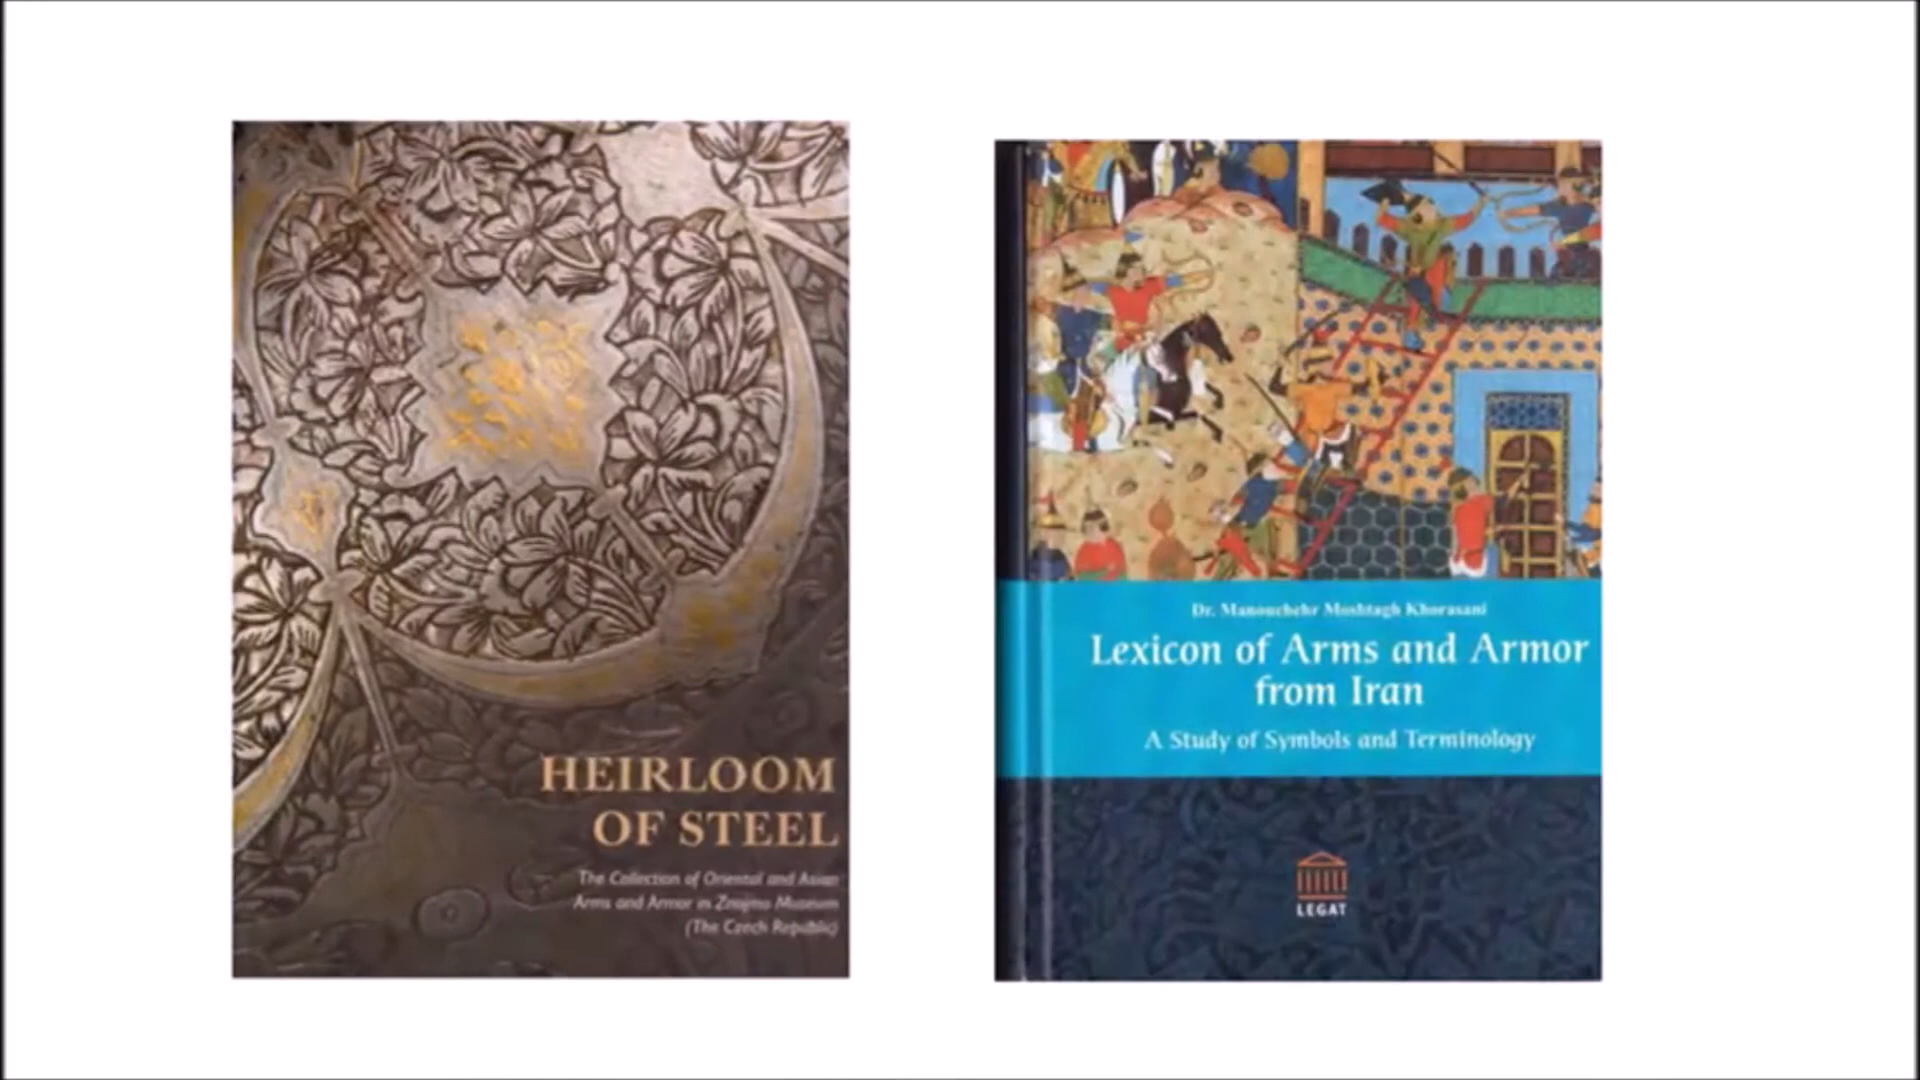 HEIRLOOM
OF STEEL
The Collection of Oriental and Asian
Arms and Armor in Znojmo Museum
(The Czech Republic)
Dr. Manouchehr Moshtagh Khorasani
Lexicon of Arms and Armor
from Iran
A Study of Symbols and Terminology
LEGAT